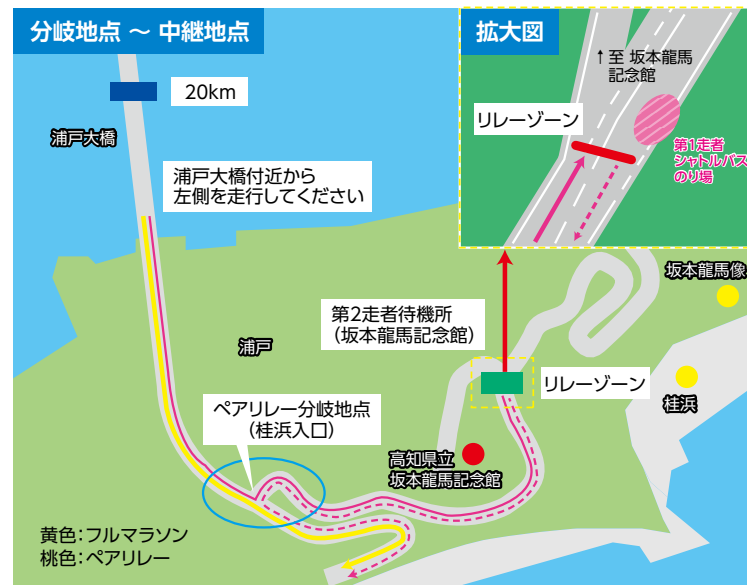 分岐地点 ~ 中継地点
20km
浦戸大橋
浦戸大橋付近から
左側を走行してください
拡大図
↑至 坂本龍馬
記念館
リレーゾーン
第1走者
シャトルバス
のり場
坂本龍馬像
第2走者待機所
(坂本龍馬記念館)
浦戸
リレーゾーン
桂浜
ペアリレー分岐地点
(桂浜入口)
高知県立
坂本龍馬記念館
黄色:フルマラソン
桃色:ペアリレー